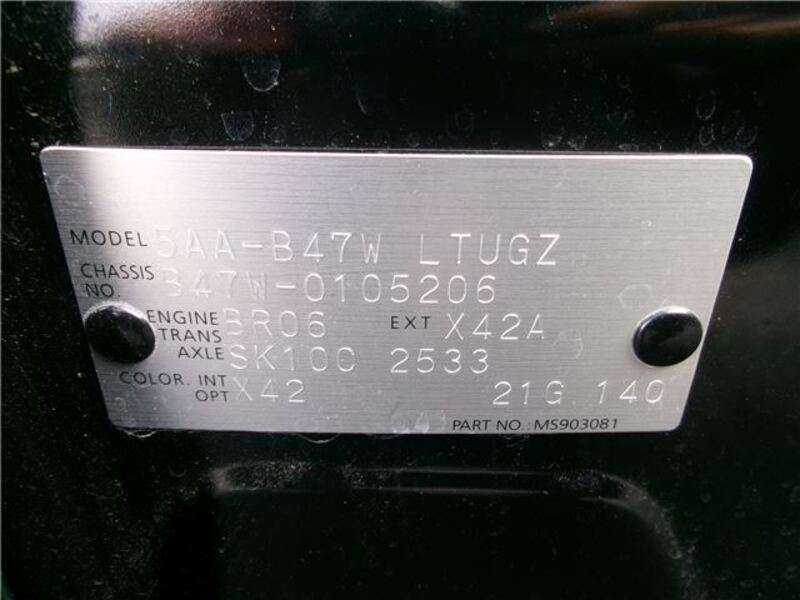 MODEL 5AA-B47W LTUGZ
CHASSIS NO. B47W-0105206
ENGINE BR06 EXT X42A
TRANS AXLE SK10C 2533
COLOR. INT X42
OPT 21G 140
PART NO.: MS903081